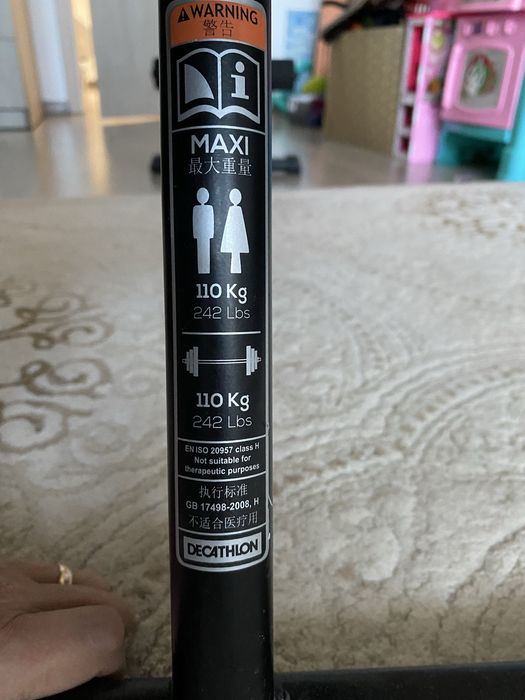 WARNING
警告
i
MAXI
最大重量
110 Kg
242 Lbs
110 Kg
242 Lbs
EN ISO 20957 class H
Not suitable for
therapeutic purposes
执行标准
GB 17498-2008, H
不适合医疗用
DECATHLON